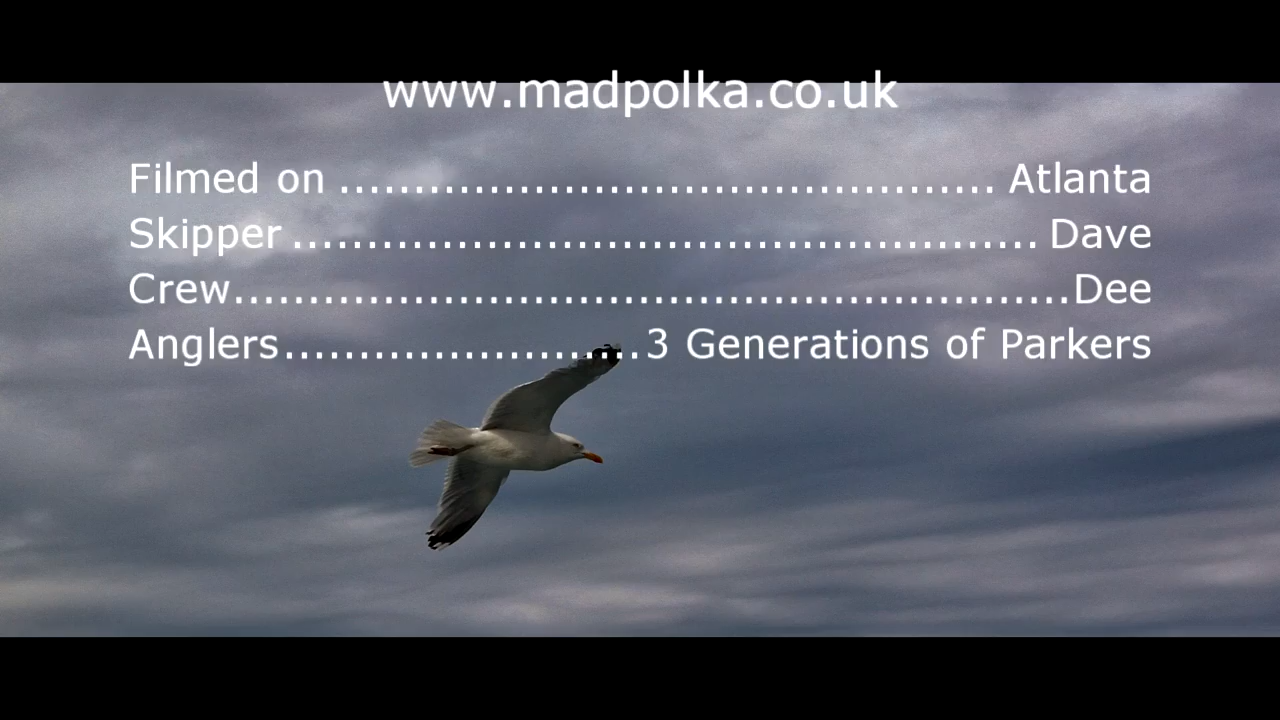 www.madpolka.co.uk
Filmed on ............................................ Atlanta
Skipper .................................................. Dave
Crew........................................................Dee
Anglers........................3 Generations of Parkers